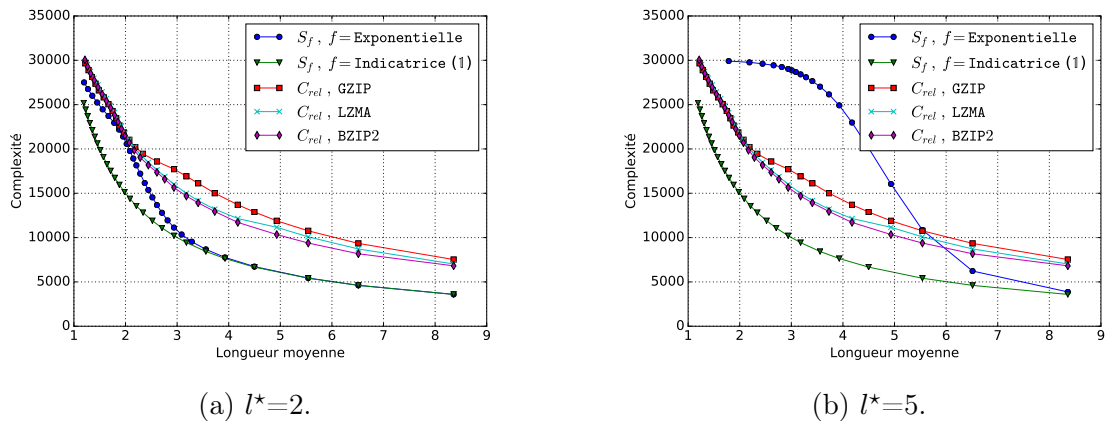 35000
30000
25000
20000
15000
10000
5000
0
Complexité
1 2 3 4 5 6 7 8 9
Longueur moyenne
S_f , f = Exponentielle
S_f , f = Indicatrice (𝟙)
C_rel , GZIP
C_rel , LZMA
C_rel , BZIP2
(a) l⋆=2.
35000
30000
25000
20000
15000
10000
5000
0
Complexité
1 2 3 4 5 6 7 8 9
Longueur moyenne
S_f , f = Exponentielle
S_f , f = Indicatrice (𝟙)
C_rel , GZIP
C_rel , LZMA
C_rel , BZIP2
(b) l⋆=5.